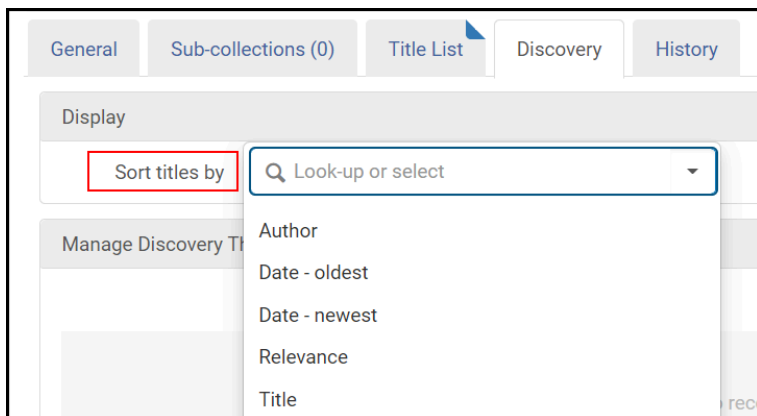 General Sub-collections (0) Title List Discovery History
Display
Sort titles by Look-up or select
Author
Manage Discovery
Date - oldest
Date - newest
Relevance
Title